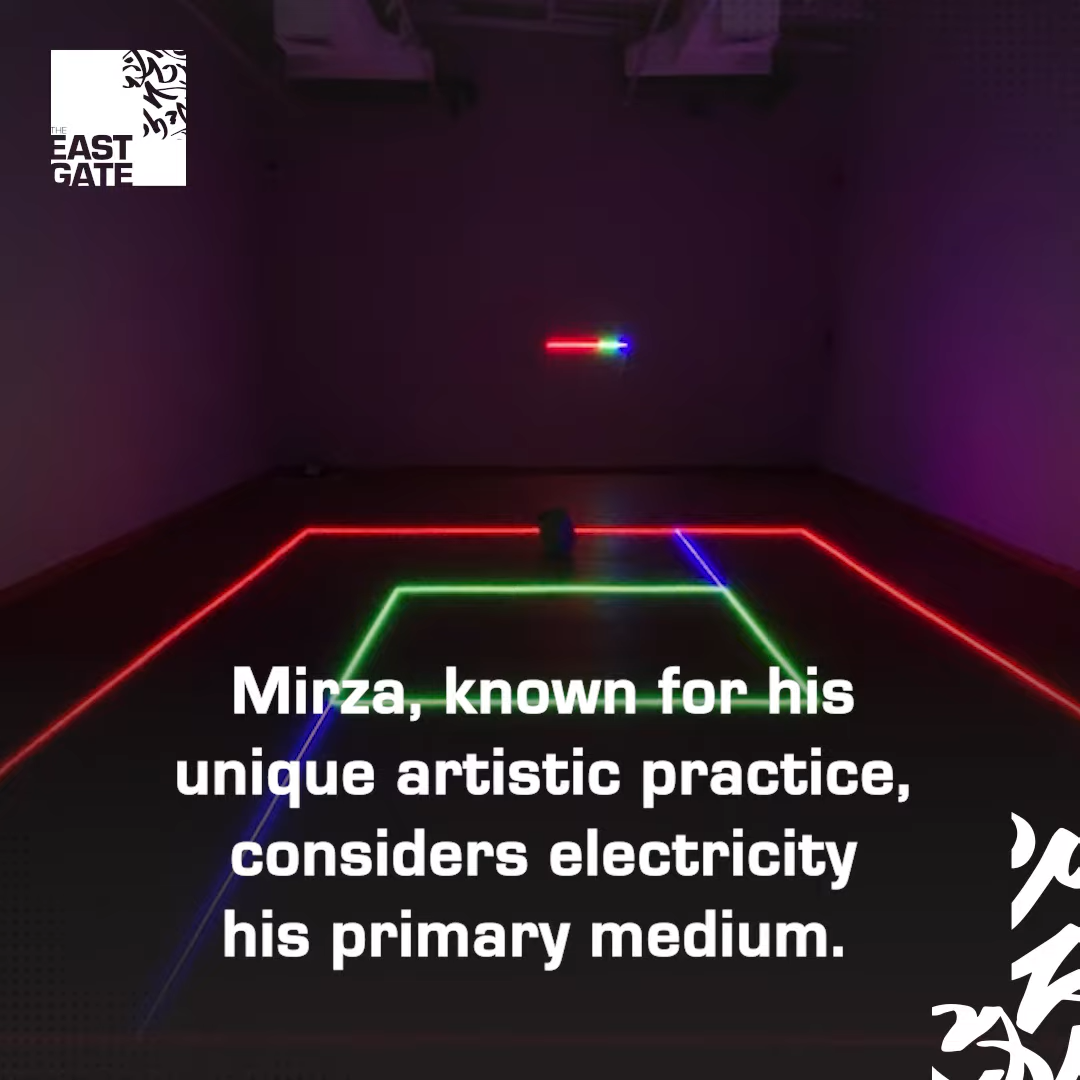 THE
EAST
GATE
Mirza, known for his
unique artistic practice,
considers electricity
his primary medium.